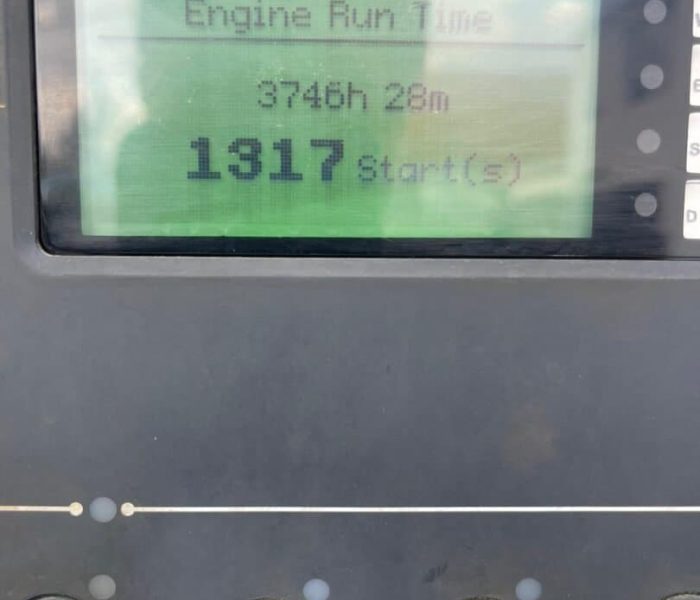 Engine Run Time
3746h 28m
1317 Start(s)
S
D